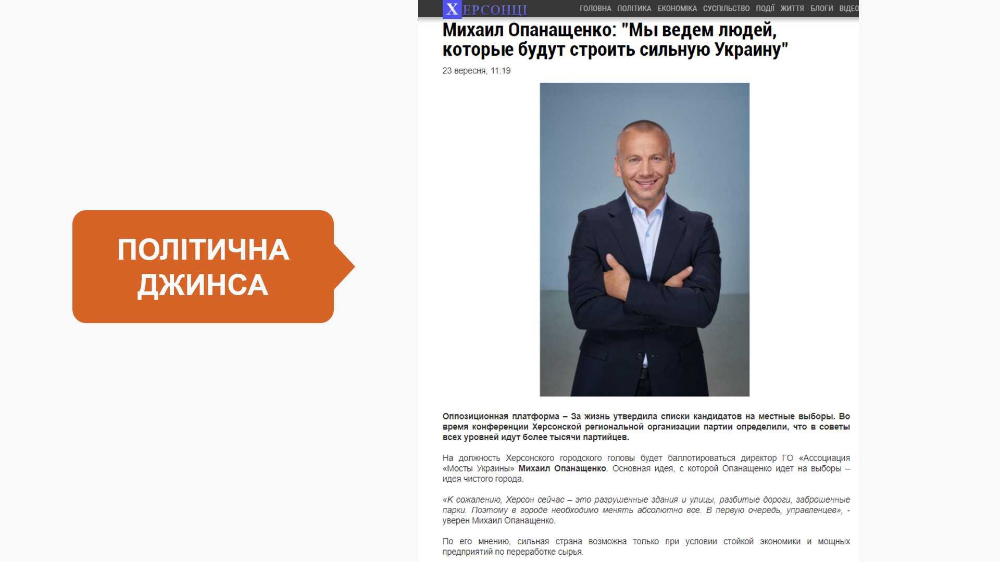 ПОЛІТИЧНА
ДЖИНСА
ХЕРСОНЦІ
ГОЛОВНА ПОЛІТИКА ЕКОНОМІКА СУСПІЛЬСТВО ПОДІЇ ЖИТТЯ БЛОГИ ВІДЕО
Михаил Опанащенко: "Мы ведем людей,
которые будут строить сильную Украину"
23 вересня, 11:19
Оппозиционная платформа – За жизнь утвердила списки кандидатов на местные выборы. Во
время конференции Херсонской региональной организации партии определили, что в советы
всех уровней идут более тысячи партийцев.
На должность Херсонского городского головы будет баллотироваться директор ГО «Ассоциация
«Мосты Украины» Михаил Опанащенко. Основная идея, с которой Опанащенко идет на выборы –
идея чистого города.
«К сожалению, Херсон сейчас – это разрушенные здания и улицы, разбитые дороги, заброшенные
парки. Поэтому в городе необходимо менять абсолютно все. В первую очередь, управленцев», -
уверен Михаил Опанащенко.
По его мнению, сильная страна возможна только при условии стойкой экономики и мощных
предприятий по переработке сырья.